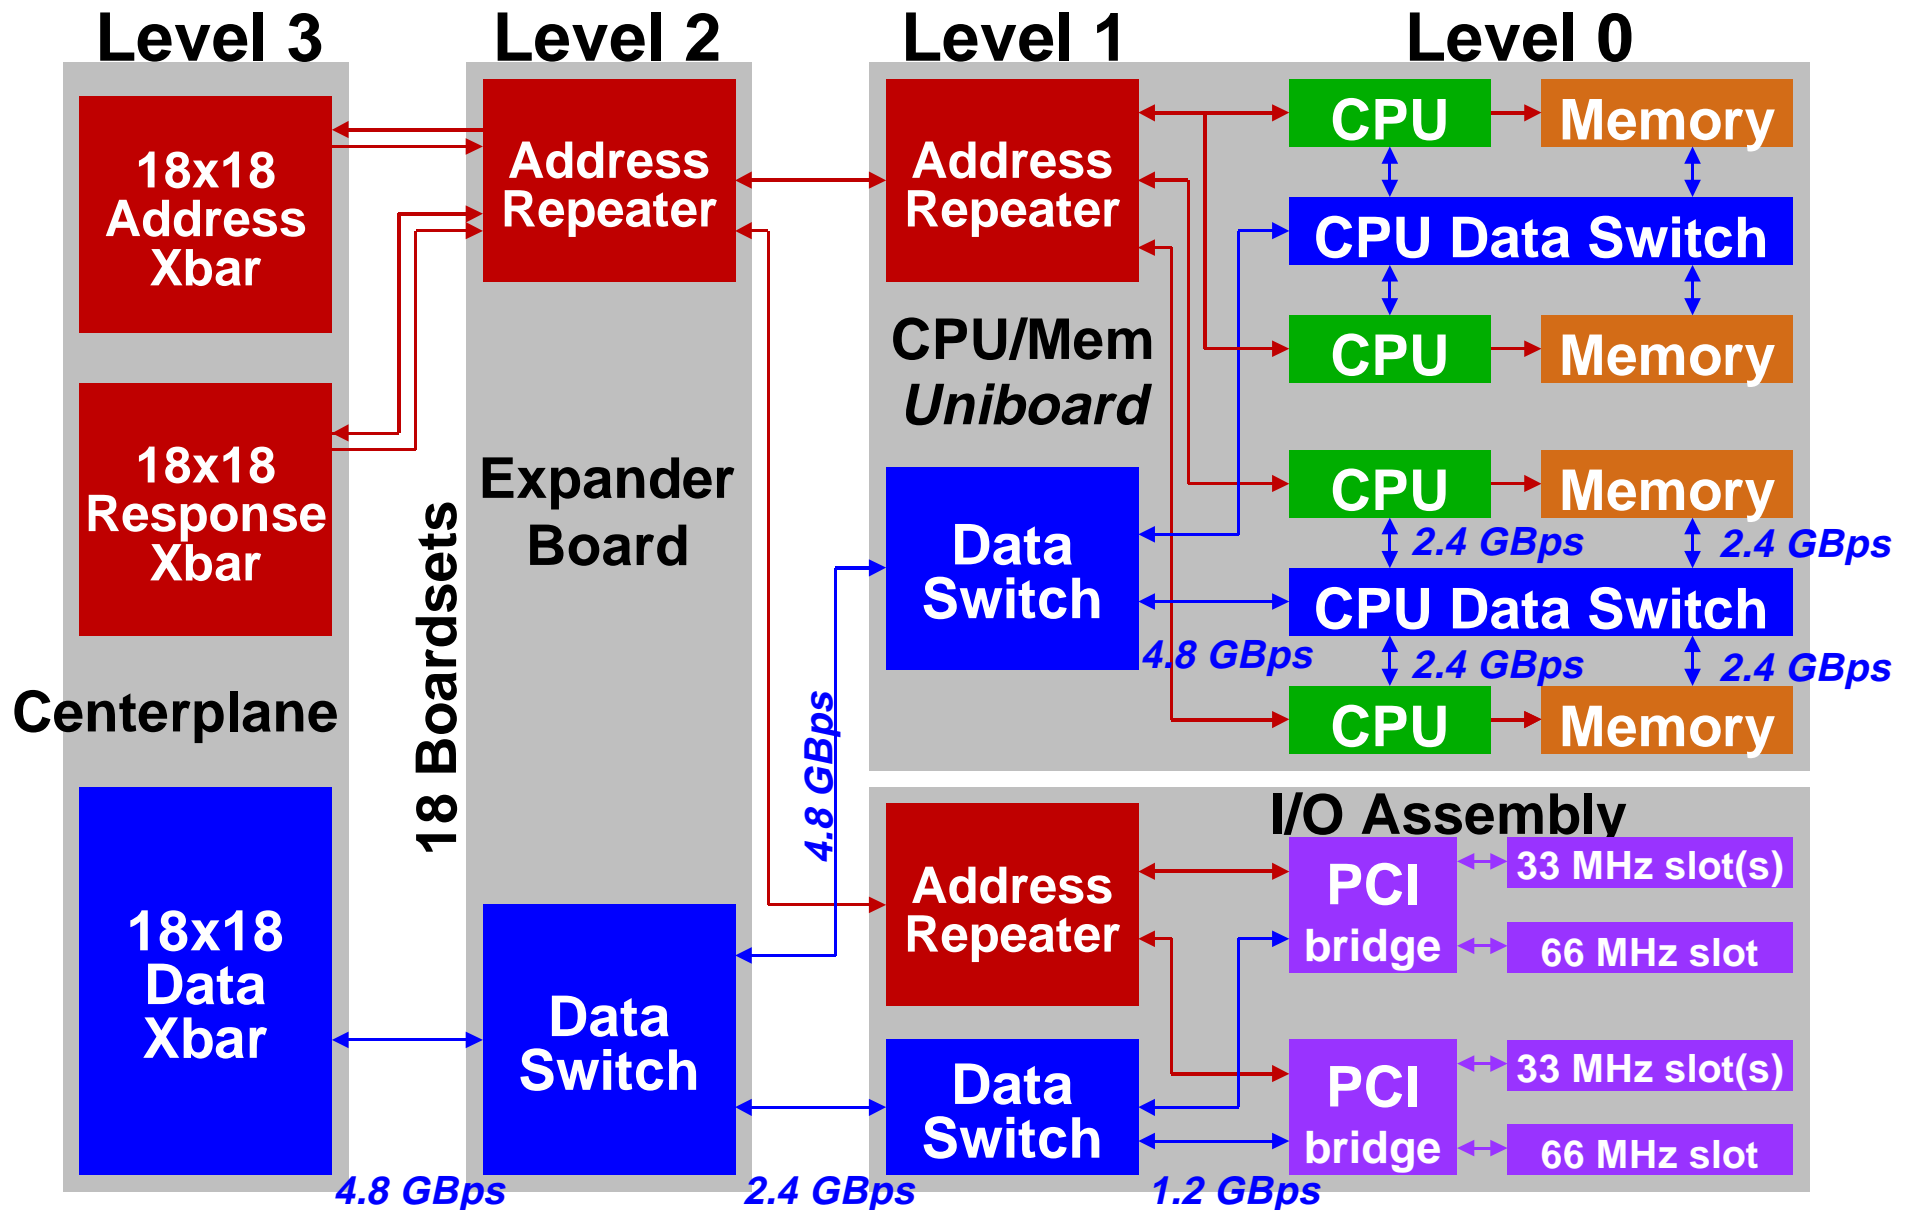 Level 3
Level 2
Level 1
Level 0
18x18
Address
Xbar
18x18
Response
Xbar
Centerplane
18x18
Data
Xbar
18 Boardsets
4.8 GBps
Address
Repeater
Expander
Board
Data
Switch
4.8 GBps
2.4 GBps
Address
Repeater
CPU/Mem
Uniboard
Data
Switch
4.8 GBps
CPU
Memory
CPU Data Switch
CPU
Memory
CPU
Memory
2.4 GBps
2.4 GBps
CPU Data Switch
2.4 GBps
2.4 GBps
CPU
Memory
I/O Assembly
Address
Repeater
Data
Switch
1.2 GBps
PCI
bridge
33 MHz slot(s)
66 MHz slot
PCI
bridge
33 MHz slot(s)
66 MHz slot